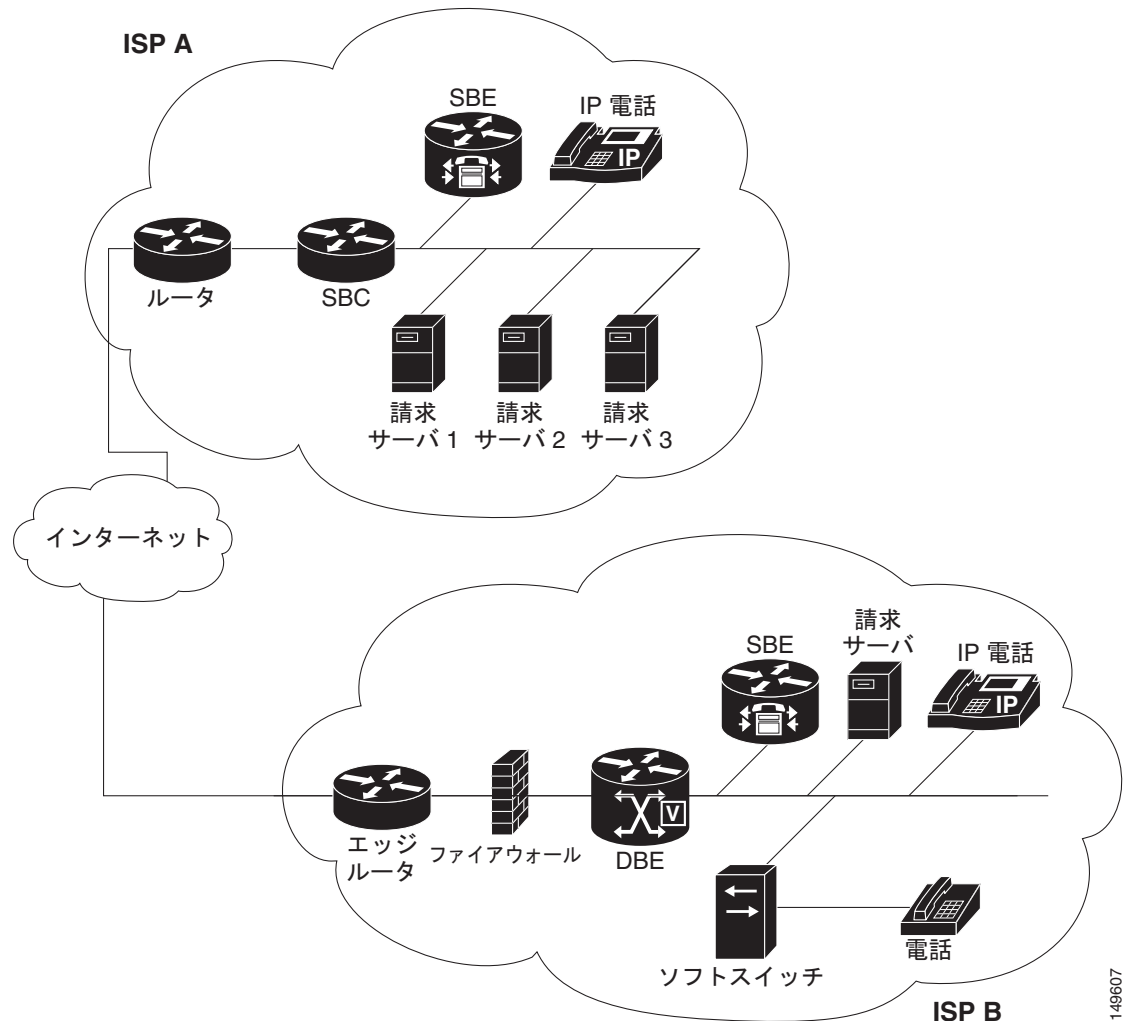 ISP A
SBE
IP 電話
IP
ルータ
SBC
請求
サーバ 1
請求
サーバ 2
請求
サーバ 3
インターネット
SBE
請求
サーバ
IP 電話
IP
エッジ
ルータ
ファイアウォール
V
DBE
ソフトスイッチ
電話
ISP B
149607